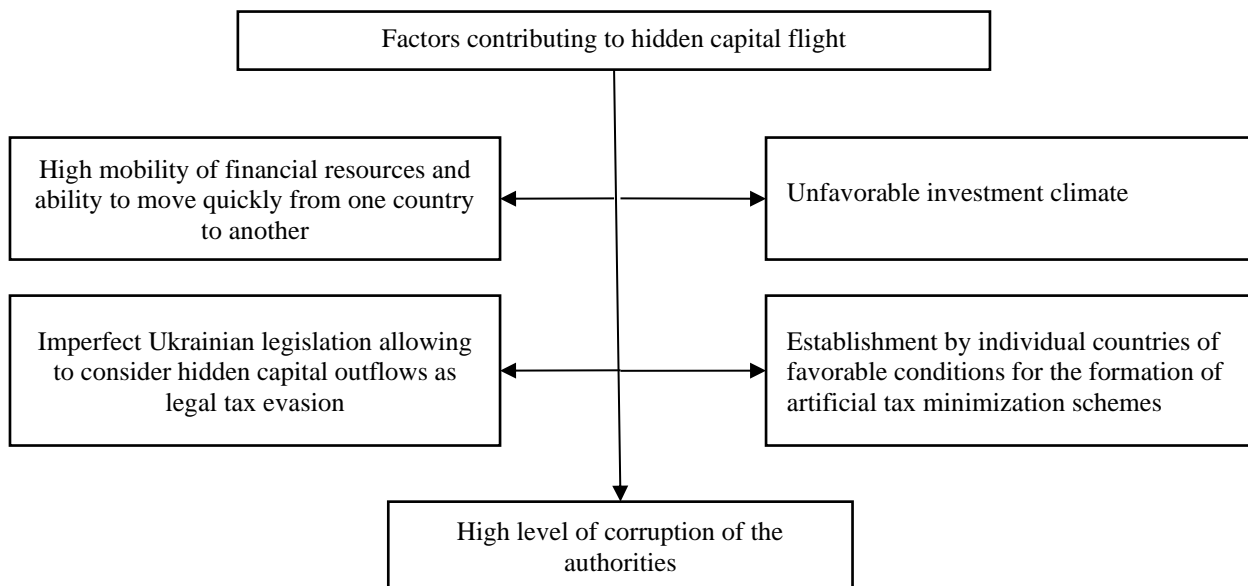 Factors contributing to hidden capital flight
High mobility of financial resources and
ability to move quickly from one country
to another
Unfavorable investment climate
Imperfect Ukrainian legislation allowing
to consider hidden capital outflows as
legal tax evasion
Establishment by individual countries of
favorable conditions for the formation of
artificial tax minimization schemes
High level of corruption of the
authorities